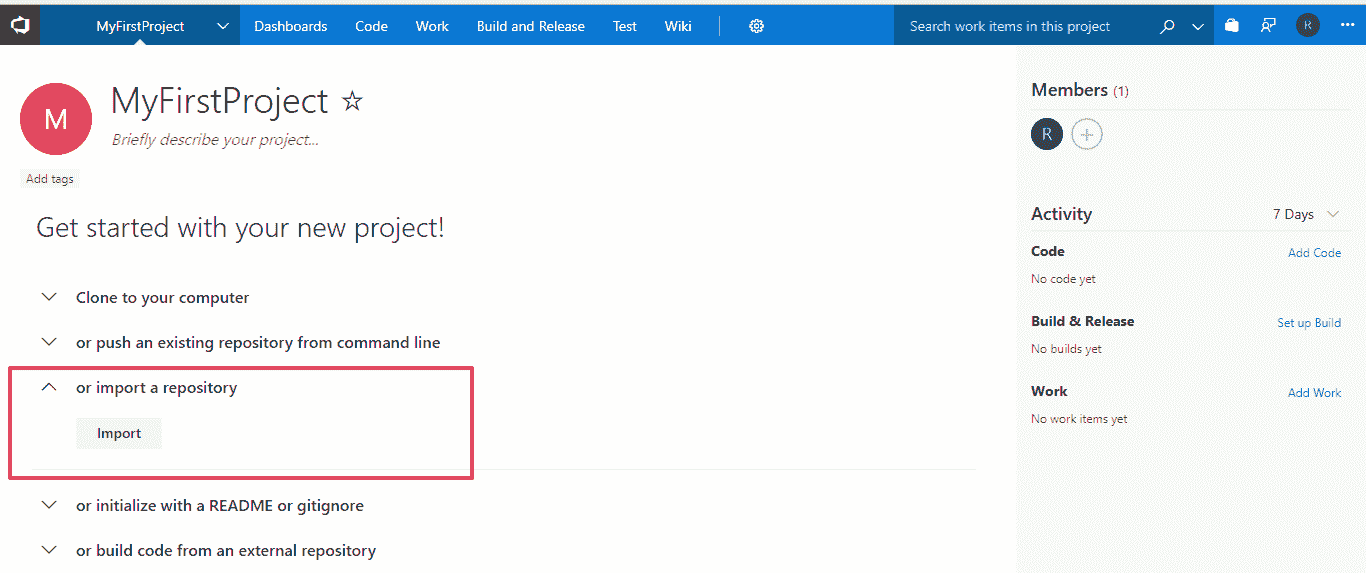 MyFirstProject
Dashboards
Code
Work
Build and Release
Test
Wiki
Search work items in this project
R
M
MyFirstProject
Briefly describe your project...
Add tags
Get started with your new project!
Clone to your computer
or push an existing repository from command line
or import a repository
Import
or initialize with a README or gitignore
or build code from an external repository
Members (1)
R
Activity
7 Days
Code
Add Code
No code yet
Build & Release
Set up Build
No builds yet
Work
Add Work
No work items yet